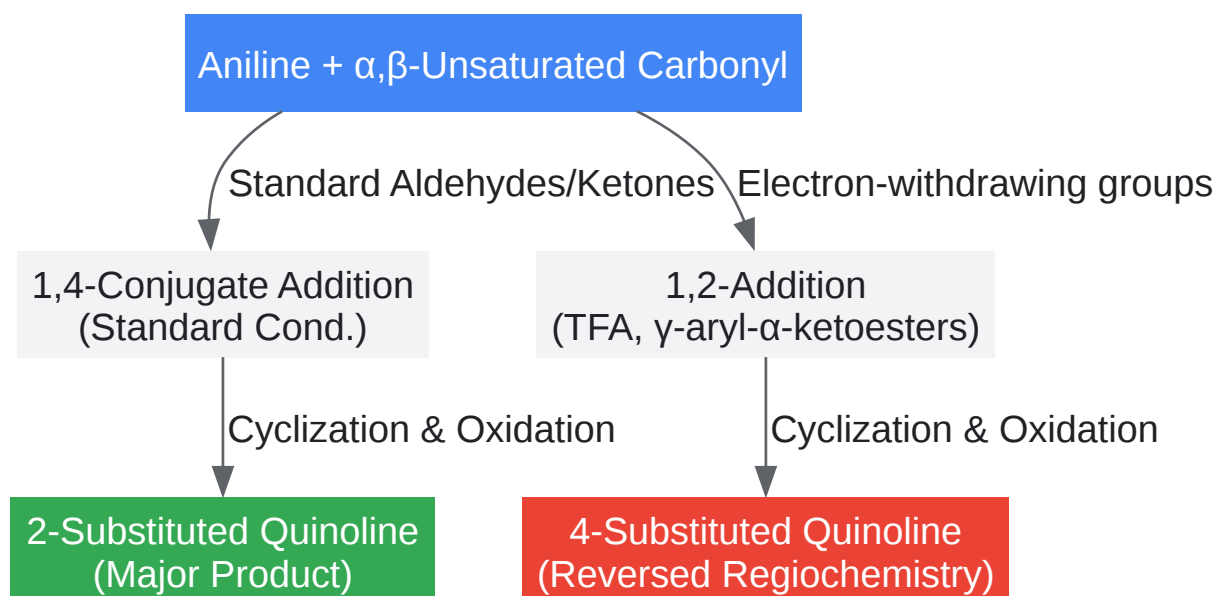 Aniline + α,β-Unsaturated Carbonyl
Standard Aldehydes/Ketones
Electron-withdrawing groups
1,4-Conjugate Addition
(Standard Cond.)
1,2-Addition
(TFA, γ-aryl-α-ketoesters)
Cyclization & Oxidation
Cyclization & Oxidation
2-Substituted Quinoline
(Major Product)
4-Substituted Quinoline
(Reversed Regiochemistry)